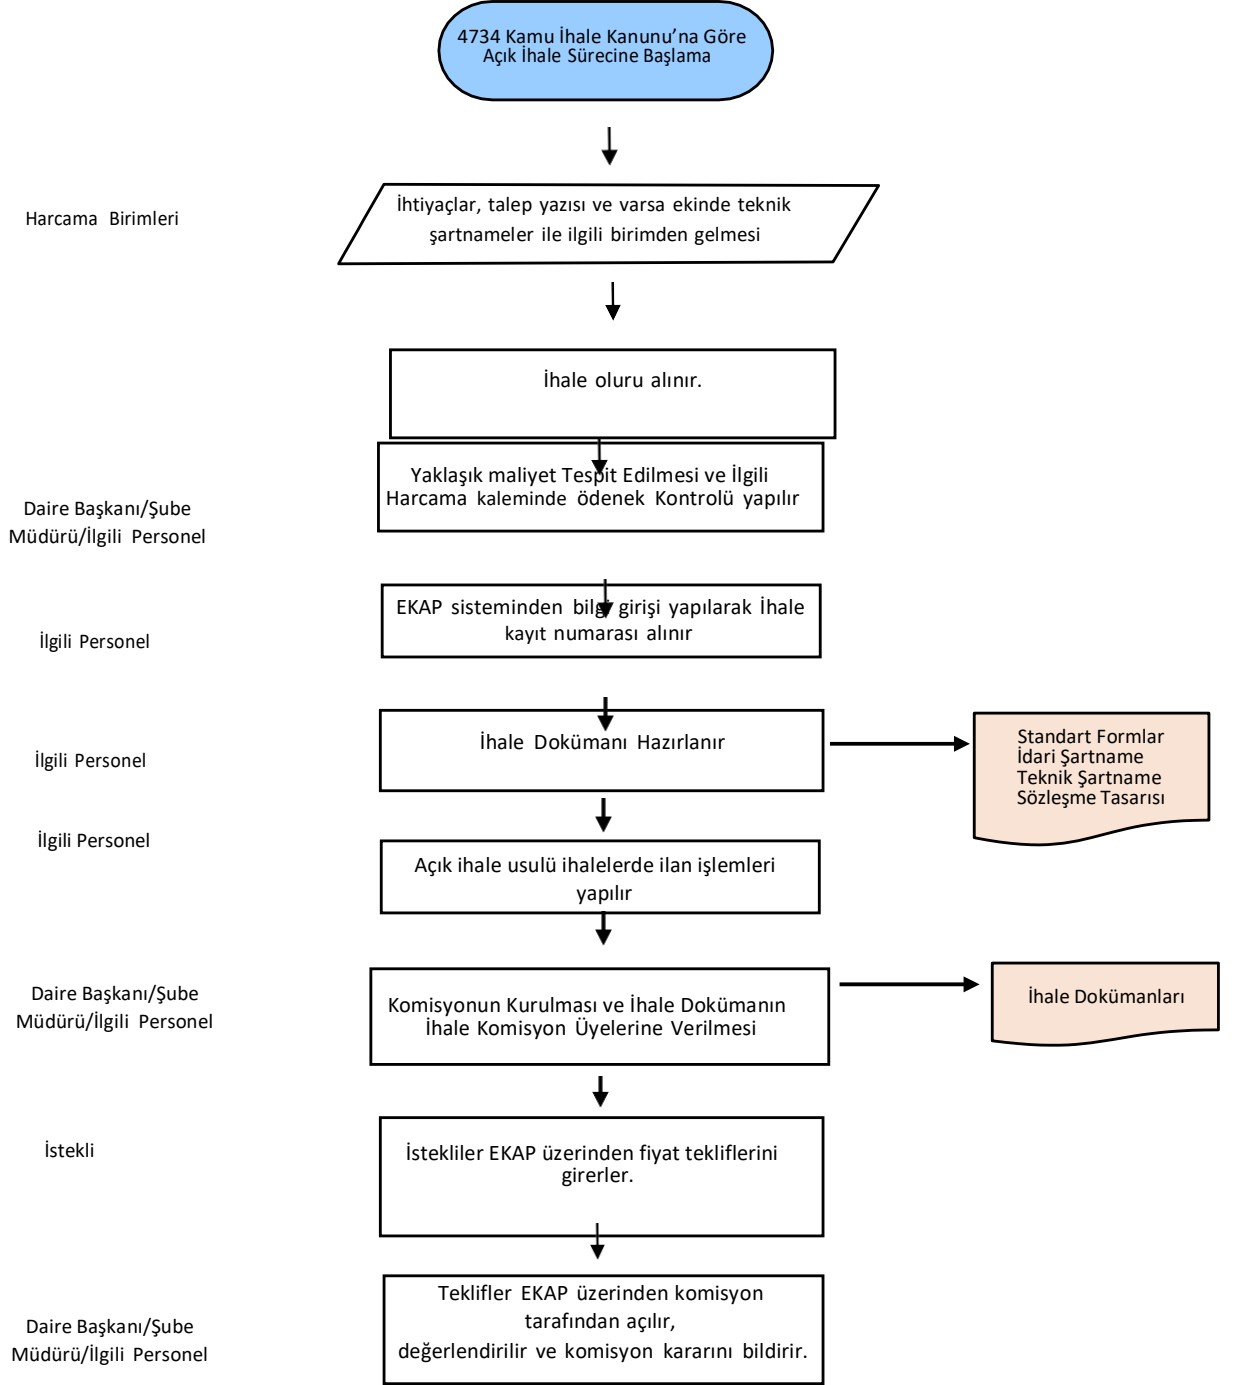 4734 Kamu İhale Kanunu’na Göre
Açık İhale Sürecine Başlama
Harcama Birimleri
İhtiyaçlar, talep yazısı ve varsa ekinde teknik
şartnameler ile ilgili birimden gelmesi
İhale oluru alınır.
Daire Başkanı/Şube
Müdürü/İlgili Personel
Yaklaşık maliyet Tespit Edilmesi ve İlgili
Harcama kaleminde ödenek Kontrolü yapılır
İlgili Personel
EKAP sisteminden bilgi girişi yapılarak İhale
kayıt numarası alınır
İlgili Personel
İhale Dokümanı Hazırlanır
Standart Formlar
İdari Şartname
Teknik Şartname
Sözleşme Tasarısı
İlgili Personel
Açık ihale usulü ihalelerde ilan işlemleri
yapılır
Daire Başkanı/Şube
Müdürü/İlgili Personel
Komisyonun Kurulması ve İhale Dokümanın
İhale Komisyon Üyelerine Verilmesi
İhale Dokümanları
İstekli
İstekliler EKAP üzerinden fiyat tekliflerini
girerler.
Daire Başkanı/Şube
Müdürü/İlgili Personel
Teklifler EKAP üzerinden komisyon
tarafından açılır,
değerlendirilir ve komisyon kararını bildirir.